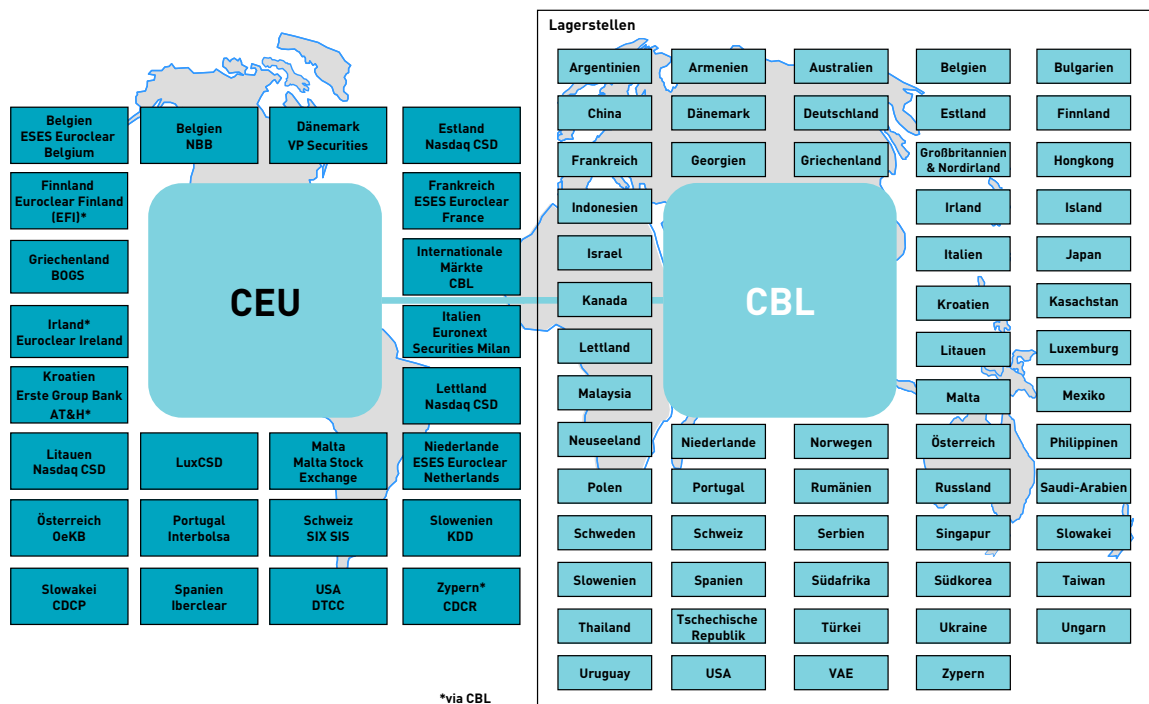 Belgien
ESES Euroclear
Belgium
Belgien
NBB
Dänemark
VP Securities
Estland
Nasdaq CSD
Finnland
Euroclear Finland
(EFI)*
Frankreich
ESES Euroclear
France
Griechenland
BOGS
Internationale
Märkte
CBL
CEU
Irland*
Euroclear Ireland
Italien
Euronext
Securities Milan
Kroatien
Erste Group Bank
AT&H*
Lettland
Nasdaq CSD
Litauen
Nasdaq CSD
LuxCSD
Malta
Malta Stock
Exchange
Niederlande
ESES Euroclear
Netherlands
Österreich
OeKB
Portugal
Interbolsa
Schweiz
SIX SIS
Slowenien
KDD
Slowakei
CDCP
Spanien
Iberclear
USA
DTCC
Zypern*
CDCR
*via CBL
Lagerstellen
Argentinien
Armenien
Australien
Belgien
Bulgarien
China
Dänemark
Deutschland
Estland
Finnland
Frankreich
Georgien
Griechenland
Großbritannien
& Nordirland
Hongkong
Indonesien
Irland
Island
Israel
Italien
Japan
Kanada
CBL
Kroatien
Kasachstan
Lettland
Litauen
Luxemburg
Malaysia
Malta
Mexiko
Neuseeland
Niederlande
Norwegen
Österreich
Philippinen
Polen
Portugal
Rumänien
Russland
Saudi-Arabien
Schweden
Schweiz
Serbien
Singapur
Slowakei
Slowenien
Spanien
Südafrika
Südkorea
Taiwan
Thailand
Tschechische
Republik
Türkei
Ukraine
Ungarn
Uruguay
USA
VAE
Zypern